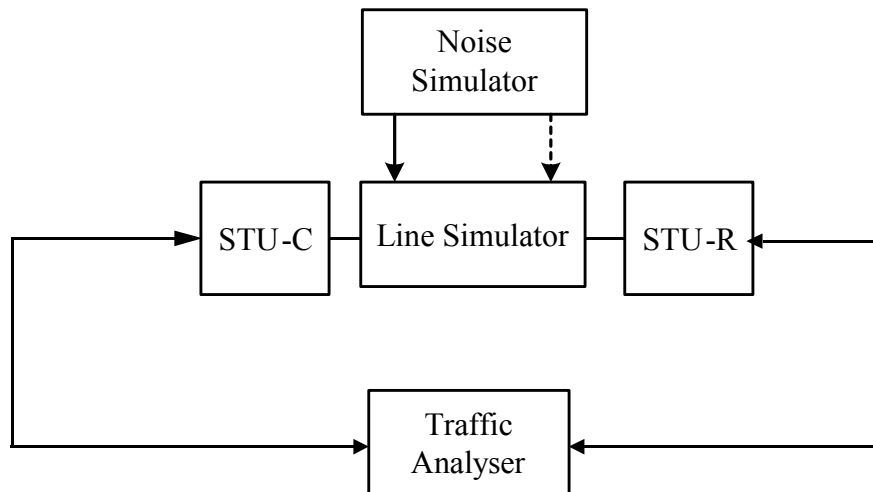 Noise
Simulator
STU-C
Line Simulator
STU-R
Traffic
Analyser